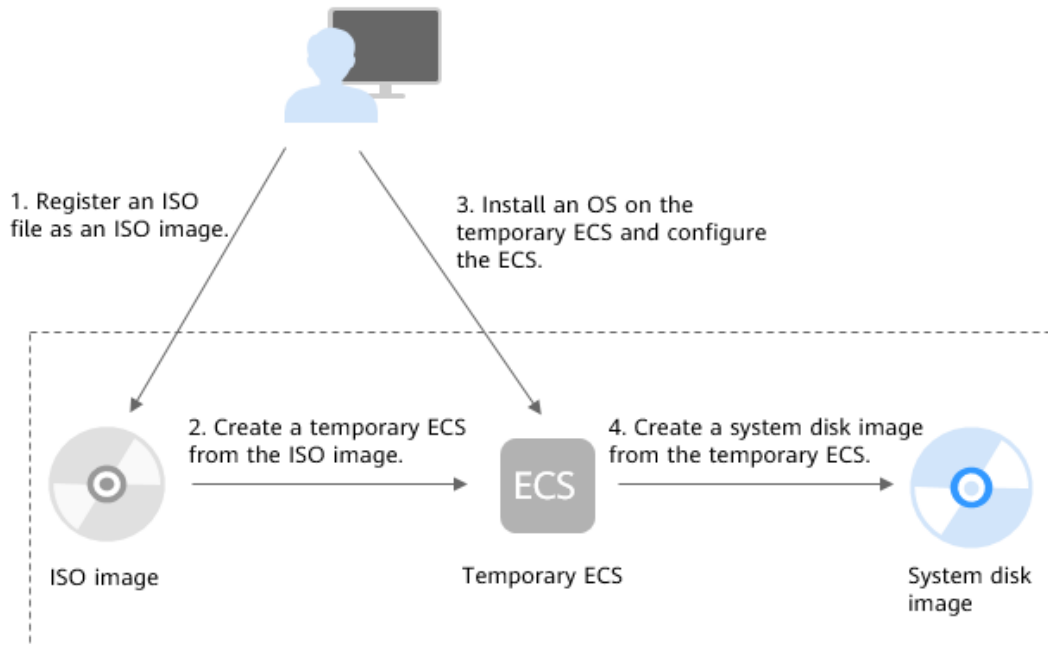 1. Register an ISO
file as an ISO image.
3. Install an OS on the
temporary ECS and configure
the ECS.
2. Create a temporary ECS
from the ISO image.
4. Create a system disk image
from the temporary ECS.
ECS
ISO image
Temporary ECS
System disk
image